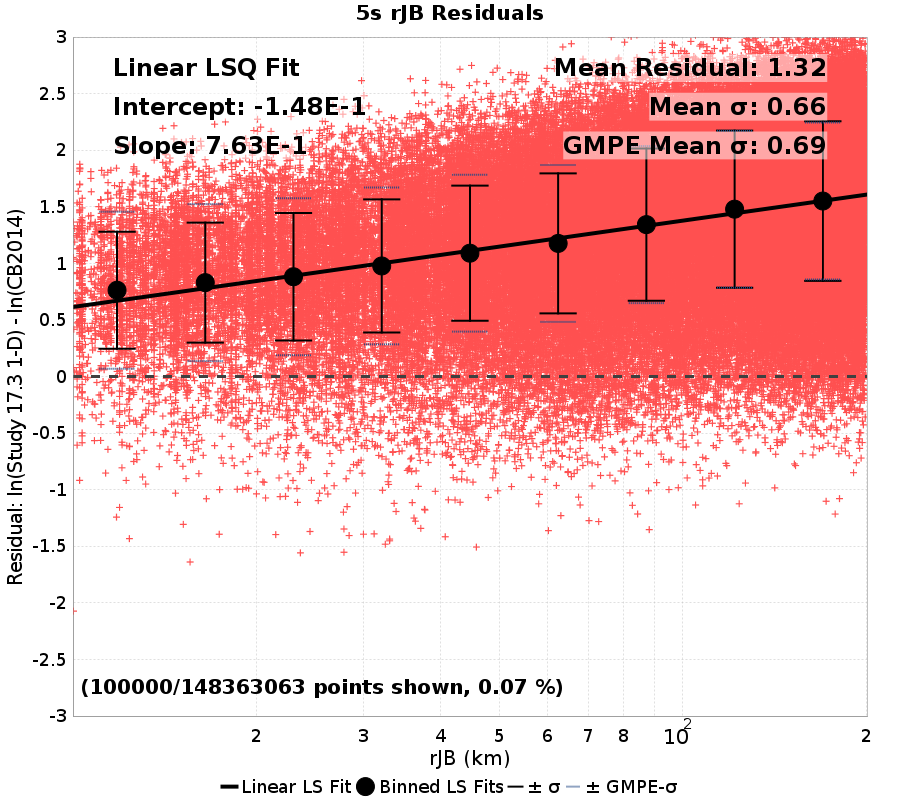 5s rJB Residuals
Linear LSQ Fit
Intercept: -1.48E-1
Slope: 7.63E-1
Mean Residual: 1.32
Mean σ: 0.66
GMPE Mean σ: 0.69
3
2.5
2
1.5
1
0.5
0
-0.5
-1
-1.5
-2
-2.5
-3
Residual: ln(Study 17.3 1-D) - ln(CB2014)
(100000/148363063 points shown, 0.07 %)
2 3 4 5 6 7 8 10² 2
rJB (km)
Linear LS Fit Binned LS Fits ± σ ± GMPE-σ